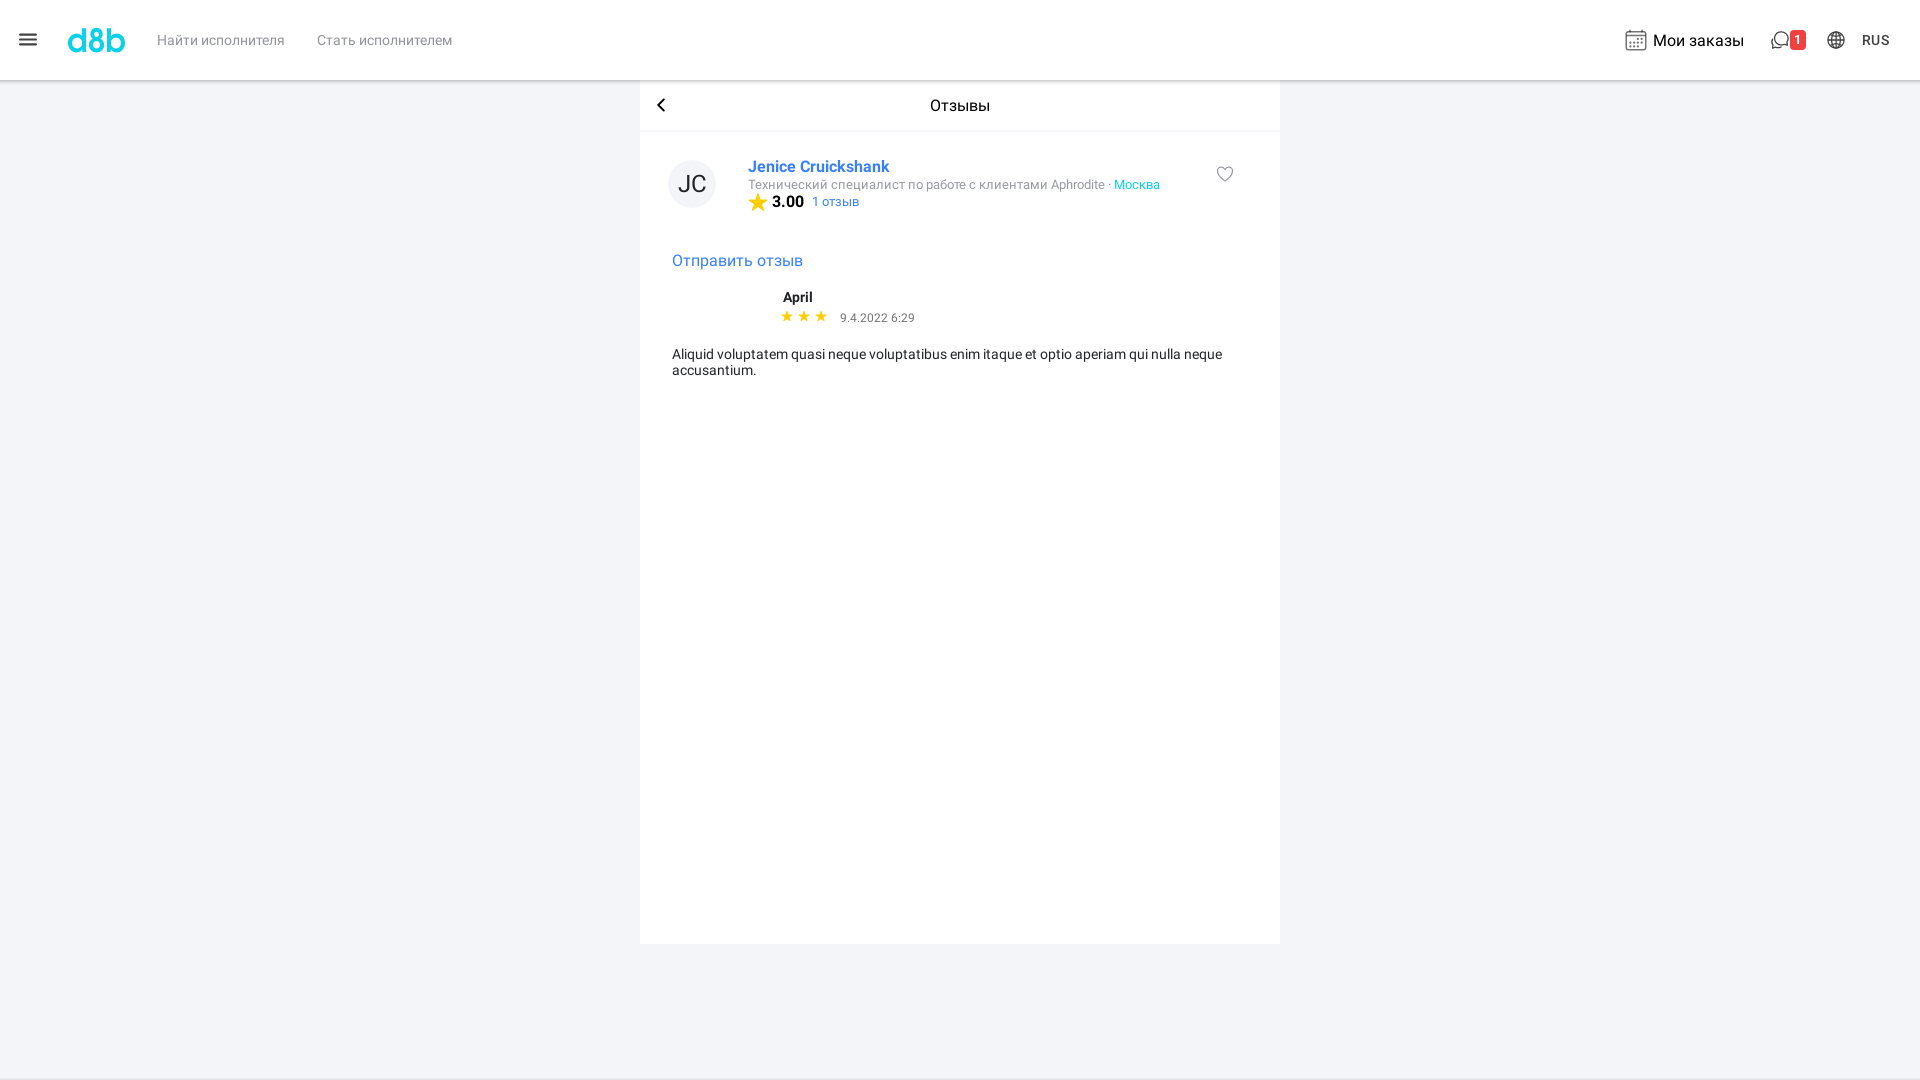 d8b
Найти исполнителя
Стать исполнителем
Мои заказы
1
RUS
Отзывы
JC
Jenice Cruickshank
Технический специалист по работе с клиентами Aphrodite · Москва
3.00 1 отзыв
Отправить отзыв
April
9.4.2022 6:29
Aliquid voluptatem quasi neque voluptatibus enim itaque et optio aperiam qui nulla neque
accusantium.